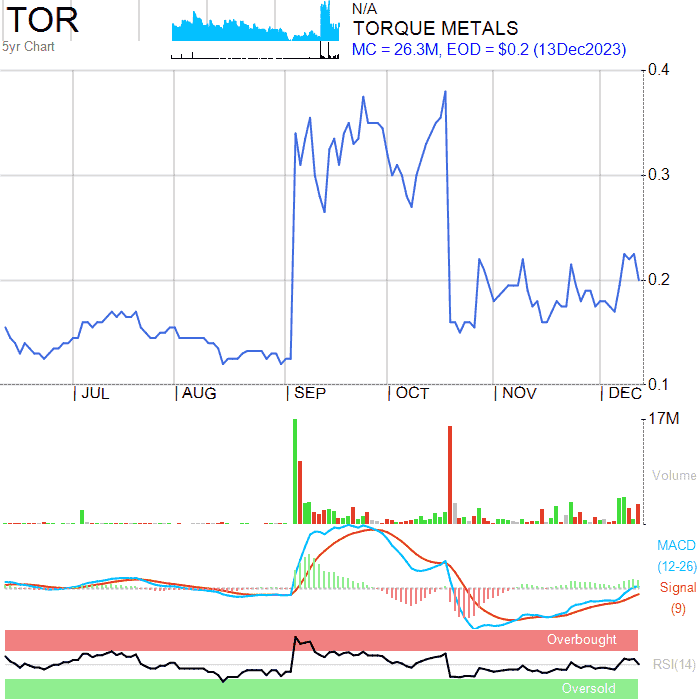 TOR
5yr Chart
N/A
TORQUE METALS
MC = 26.3M, EOD = $0.2 (13Dec2023)
0.4
0.3
0.2
0.1
JUL AUG SEP OCT NOV DEC
17M
Volume
MACD
(12-26)
Signal
(9)
Overbought
RSI(14)
Oversold